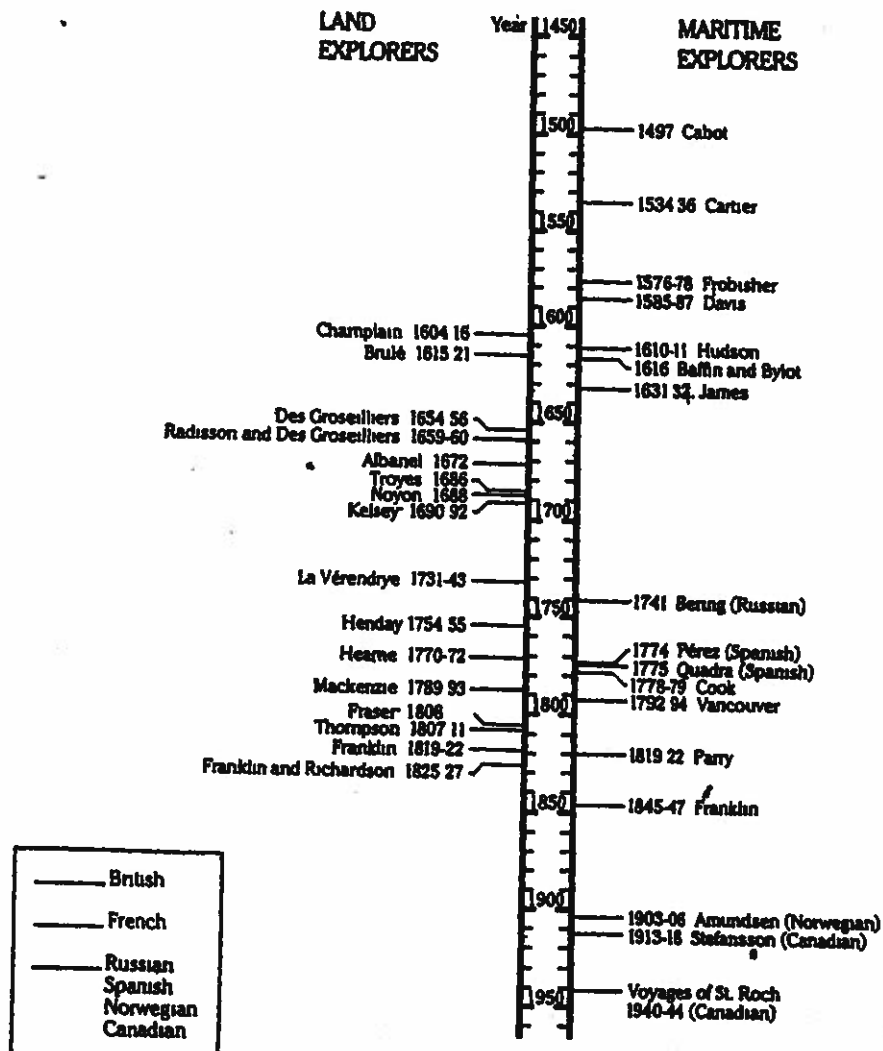 LAND
EXPLORERS
Year
MARITIME
EXPLORERS
1450
1500
1550
1600
1650
1700
1750
1800
850
900
950
Champlain 1604 16
Brulé 1615 21
Des Groseilliers 1654 56
Radisson and Des Groseilliers 1659-60
Albanel 1672
Troyes 1686
Noyon 1688
Kelsey 1690 92
La Vérendrye 1731-43
Henday 1754 55
Hearne 1770-72
Mackenzie 1789 93
Fraser 1808
Thompson 1807 11
Franklin 1819-22
Franklin and Richardson 1825 27
1497 Cabot
1534 36 Cartier
1576-78 Frobisher
1585-87 Davis
1610-11 Hudson
1616 Baffin and Bylot
1631 32 James
1741 Bering (Russian)
1774 Pérez (Spanish)
1775 Quadra (Spanish)
1778-79 Cook
1792 94 Vancouver
1819 22 Parry
1845-47 Franklin
1903-06 Amundsen (Norwegian)
1913-18 Stefansson (Canadian)
Voyages of St. Roch
1940-44 (Canadian)
British
French
Russian
Spanish
Norwegian
Canadian